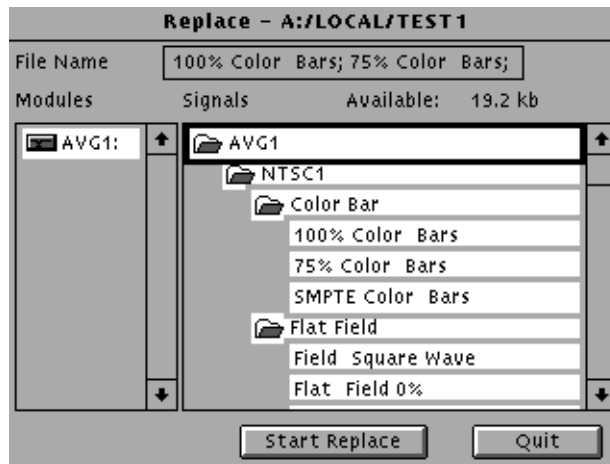 Replace - A:/LOCAL/TEST1
File Name 100% Color Bars; 75% Color Bars;
Modules Signals Available: 19.2 kb
AVG1: AVG1
NTSC1
Color Bar
100% Color Bars
75% Color Bars
SMPTE Color Bars
Flat Field
Field Square Wave
Flat Field 0%
Start Replace Quit